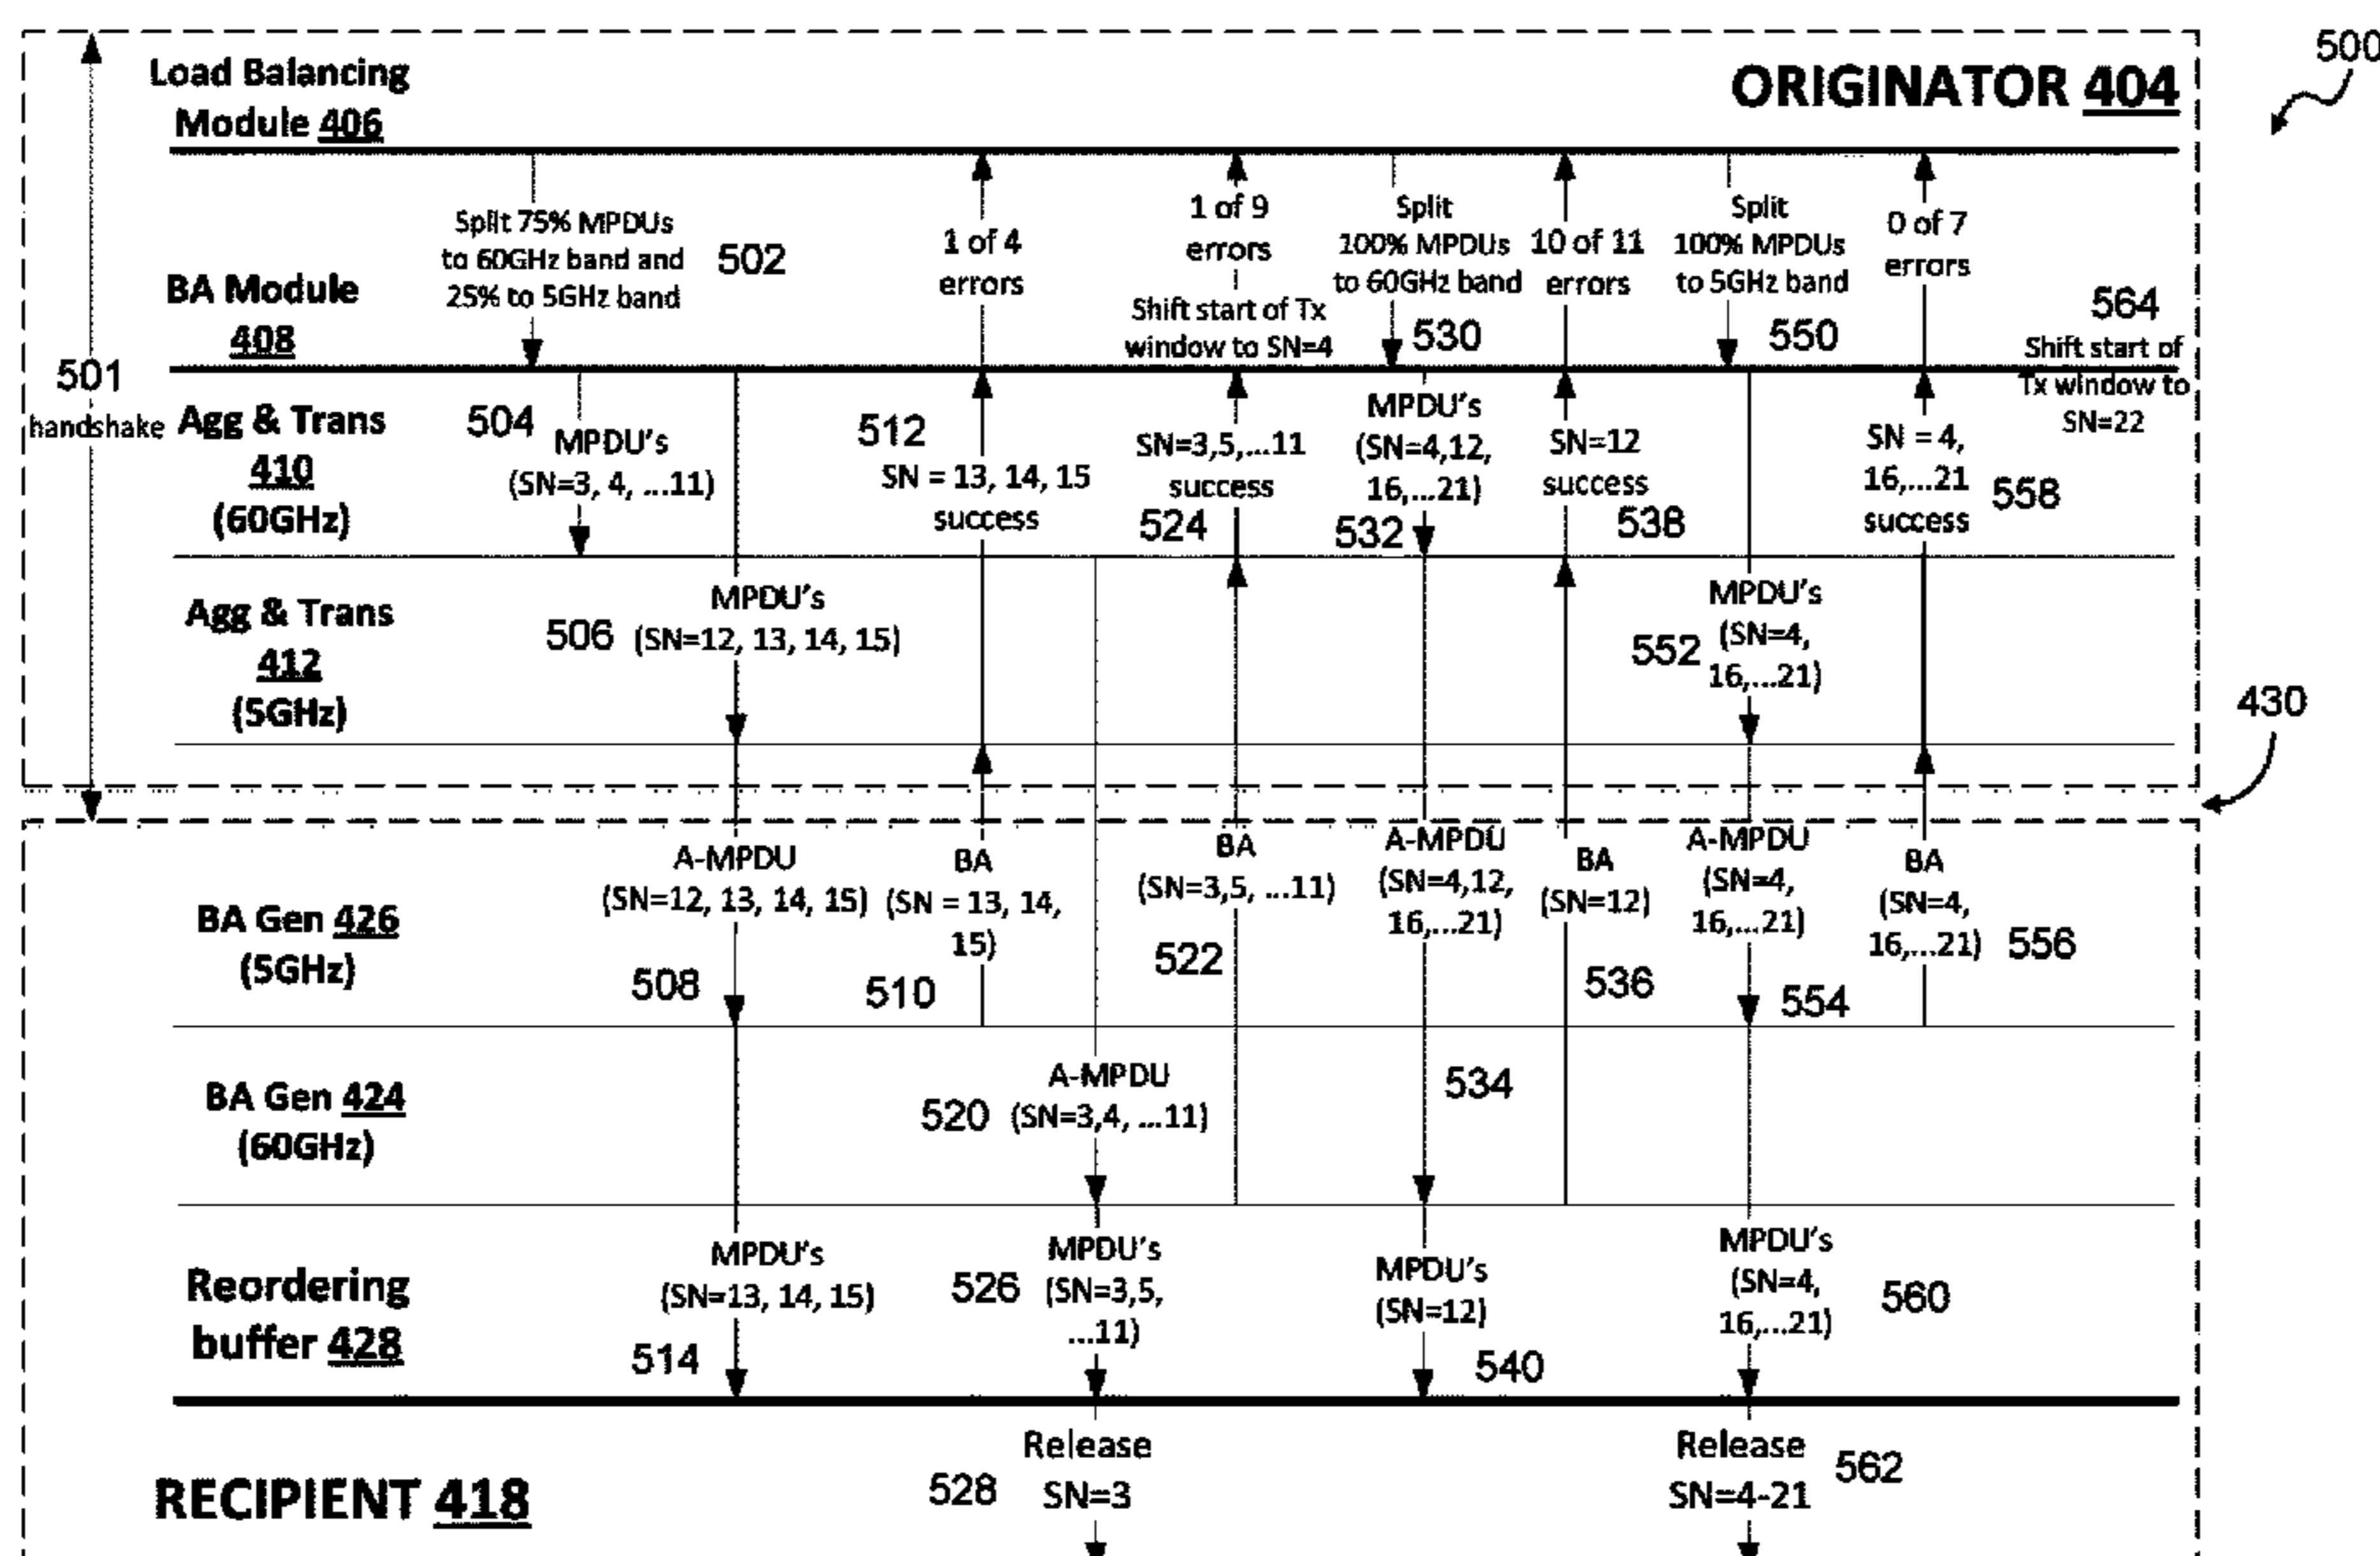 500
Load Balancing
Module 406
ORIGINATOR 404
Split 75% MPDUs
to 60GHz band and
25% to 5GHz band
502
1 of 4
errors
1 of 9
errors
Shift start of Tx
window to SN=4
Split
100% MPDUs
to 60GHz band
530
10 of 11
errors
Split
100% MPDUs
to 5GHz band
550
0 of 7
errors
564
Shift start of
Tx window to
SN=22
BA Module
408
501
handshake
Agg & Trans
410
(60GHz)
504
MPDU's
(SN=3, 4, ...11)
512
SN = 13, 14, 15
success
SN=3,5,...11
success
524
MPDU's
(SN=4,12,
16,...21)
532
SN=12
success
538
SN = 4,
16,...21
success
558
Agg & Trans
412
(5GHz)
MPDU's
506 (SN=12, 13, 14, 15)
MPDU's
552 (SN=4,
16,...21)
430
BA Gen 426
(5GHz)
A-MPDU
(SN=12, 13, 14, 15)
508
BA
(SN = 13, 14,
15)
510
BA
(SN=3,5, ...11)
522
A-MPDU
(SN=4,12,
16,...21)
BA
(SN=12)
536
A-MPDU
(SN=4,
16,...21)
554
BA
(SN=4,
16,...21)
556
BA Gen 424
(60GHz)
A-MPDU
520 (SN=3,4, ...11)
534
Reordering
buffer 428
MPDU's
(SN=13, 14, 15)
514
MPDU's
526 (SN=3,5,
...11)
MPDU's
(SN=12)
540
MPDU's
(SN=4,
16,...21)
560
RECIPIENT 418
Release
528 SN=3
Release
SN=4-21
562